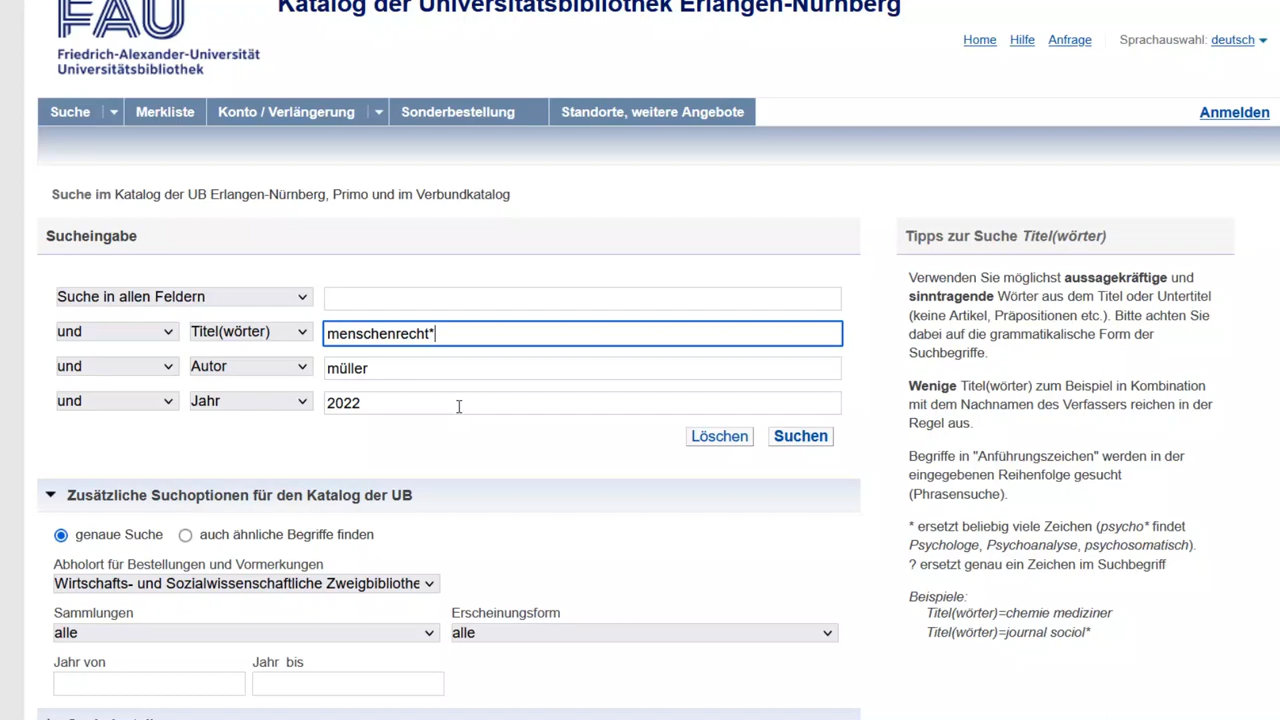 FAU
Katalog der Universitätsbibliothek Erlangen-Nürnberg
Friedrich-Alexander-Universität
Universitätsbibliothek
Home Hilfe Anfrage Sprachauswahl: deutsch
Suche Merkliste Konto / Verlängerung Sonderbestellung Standorte, weitere Angebote Anmelden
Suche im Katalog der UB Erlangen-Nürnberg, Primo und im Verbundkatalog
Sucheingabe
Suche in allen Feldern
und Titel(wörter) menschenrecht*
und Autor müller
und Jahr 2022
Löschen Suchen
Zusätzliche Suchoptionen für den Katalog der UB
genaue Suche auch ähnliche Begriffe finden
Abholort für Bestellungen und Vormerkungen
Wirtschafts- und Sozialwissenschaftliche Zweigbibliothe
Sammlungen Erscheinungsform
alle alle
Jahr von Jahr bis
Tipps zur Suche Titel(wörter)
Verwenden Sie möglichst aussagekräftige und
sinntragende Wörter aus dem Titel oder Untertitel
(keine Artikel, Präpositionen etc.). Bitte achten Sie
dabei auf die grammatikalische Form der
Suchbegriffe.
Wenige Titel(wörter) zum Beispiel in Kombination
mit dem Nachnamen des Verfassers reichen in der
Regel aus.
Begriffe in "Anführungszeichen" werden in der
eingegebenen Reihenfolge gesucht
(Phrasensuche).
* ersetzt beliebig viele Zeichen (psycho* findet
Psychologe, Psychoanalyse, psychosomatisch).
? ersetzt genau ein Zeichen im Suchbegriff
Beispiele:
Titel(wörter)=chemie mediziner
Titel(wörter)=journal sociol*